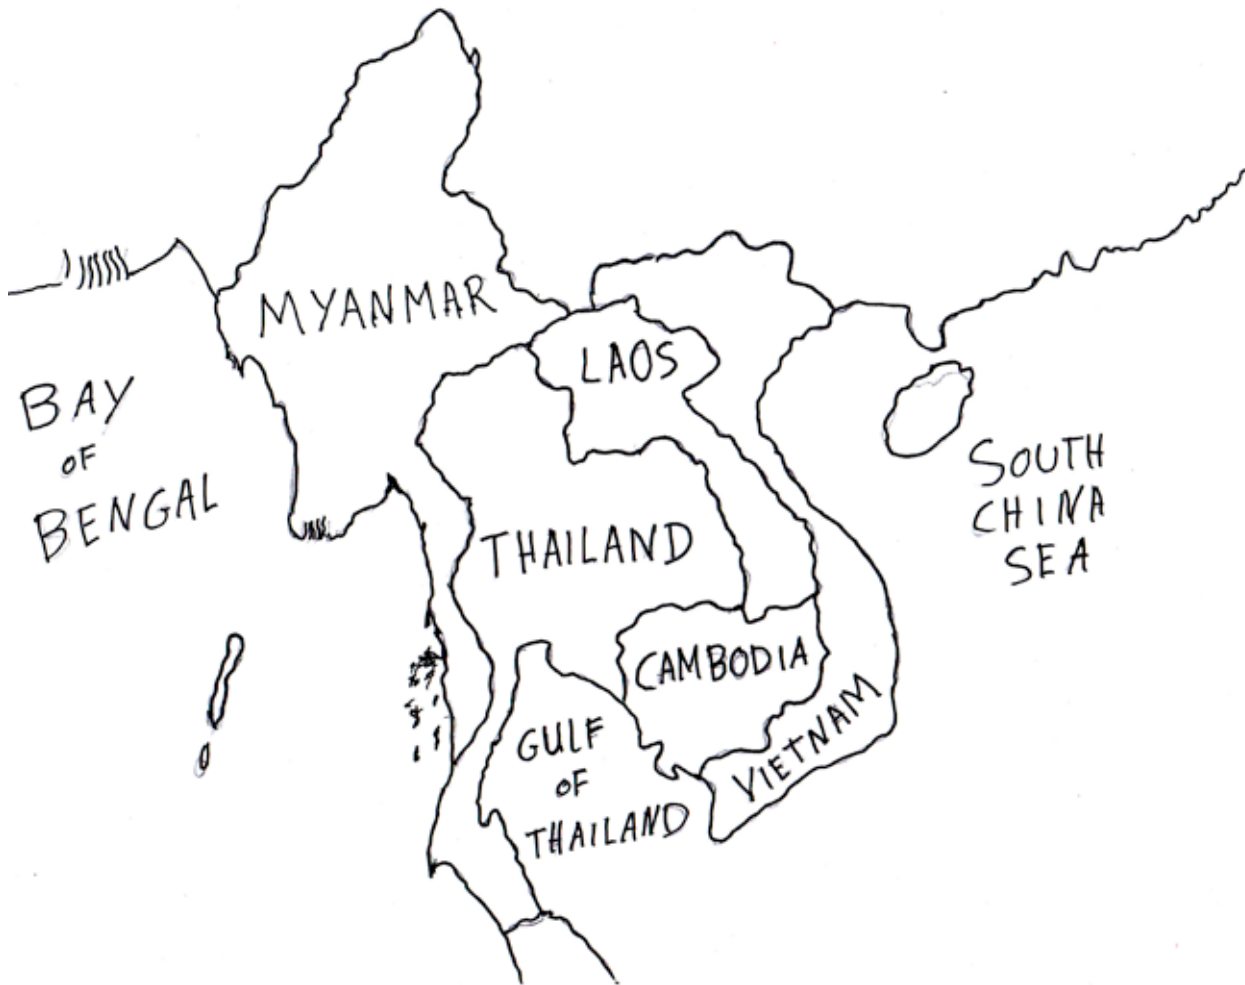 MYANMAR
LAOS
BAY
OF
BENGAL
SOUTH
CHINA
SEA
THAILAND
CAMBODIA
VIETNAM
GULF
OF
THAILAND